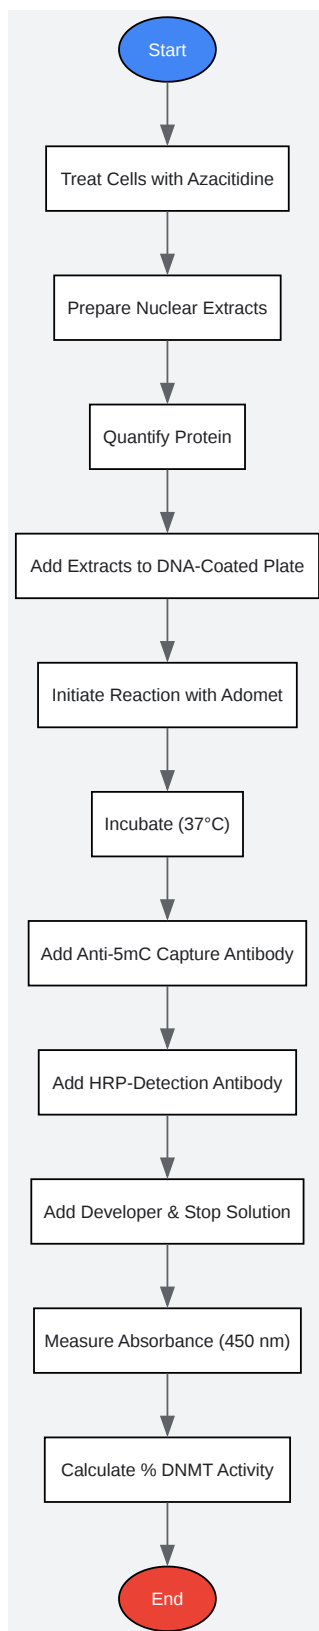 Start
Treat Cells with Azacitidine
Prepare Nuclear Extracts
Quantify Protein
Add Extracts to DNA-Coated Plate
Initiate Reaction with Adomet
Incubate (37°C)
Add Anti-5mC Capture Antibody
Add HRP-Detection Antibody
Add Developer & Stop Solution
Measure Absorbance (450 nm)
Calculate % DNMT Activity
End